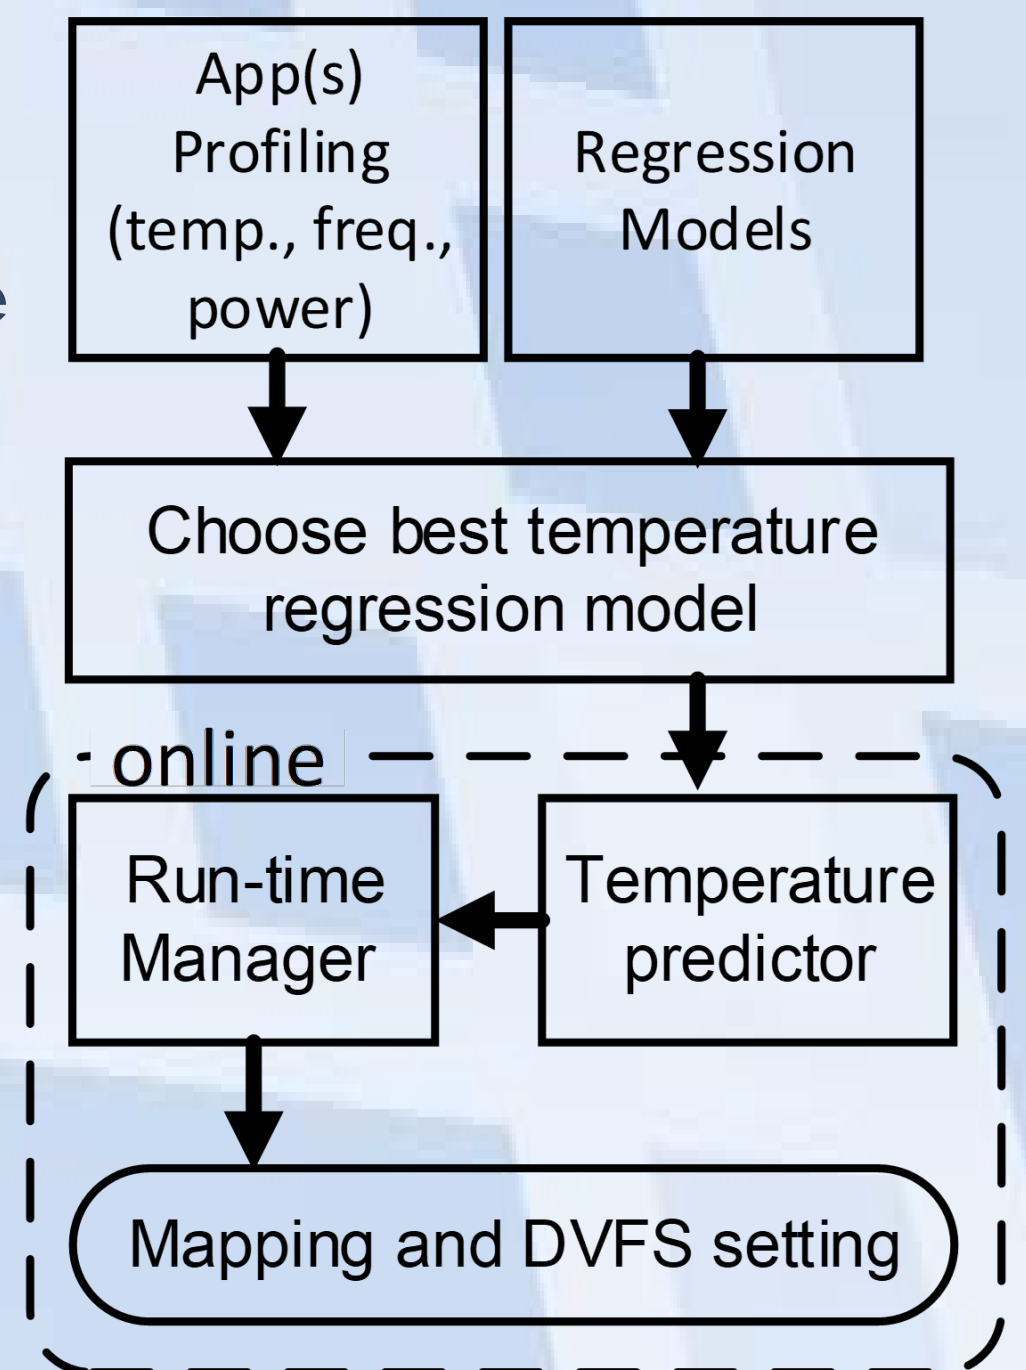 App(s)
Profiling
(temp., freq.,
power)
Regression
Models
Choose best temperature
regression model
online
Run-time
Manager
Temperature
predictor
Mapping and DVFS setting